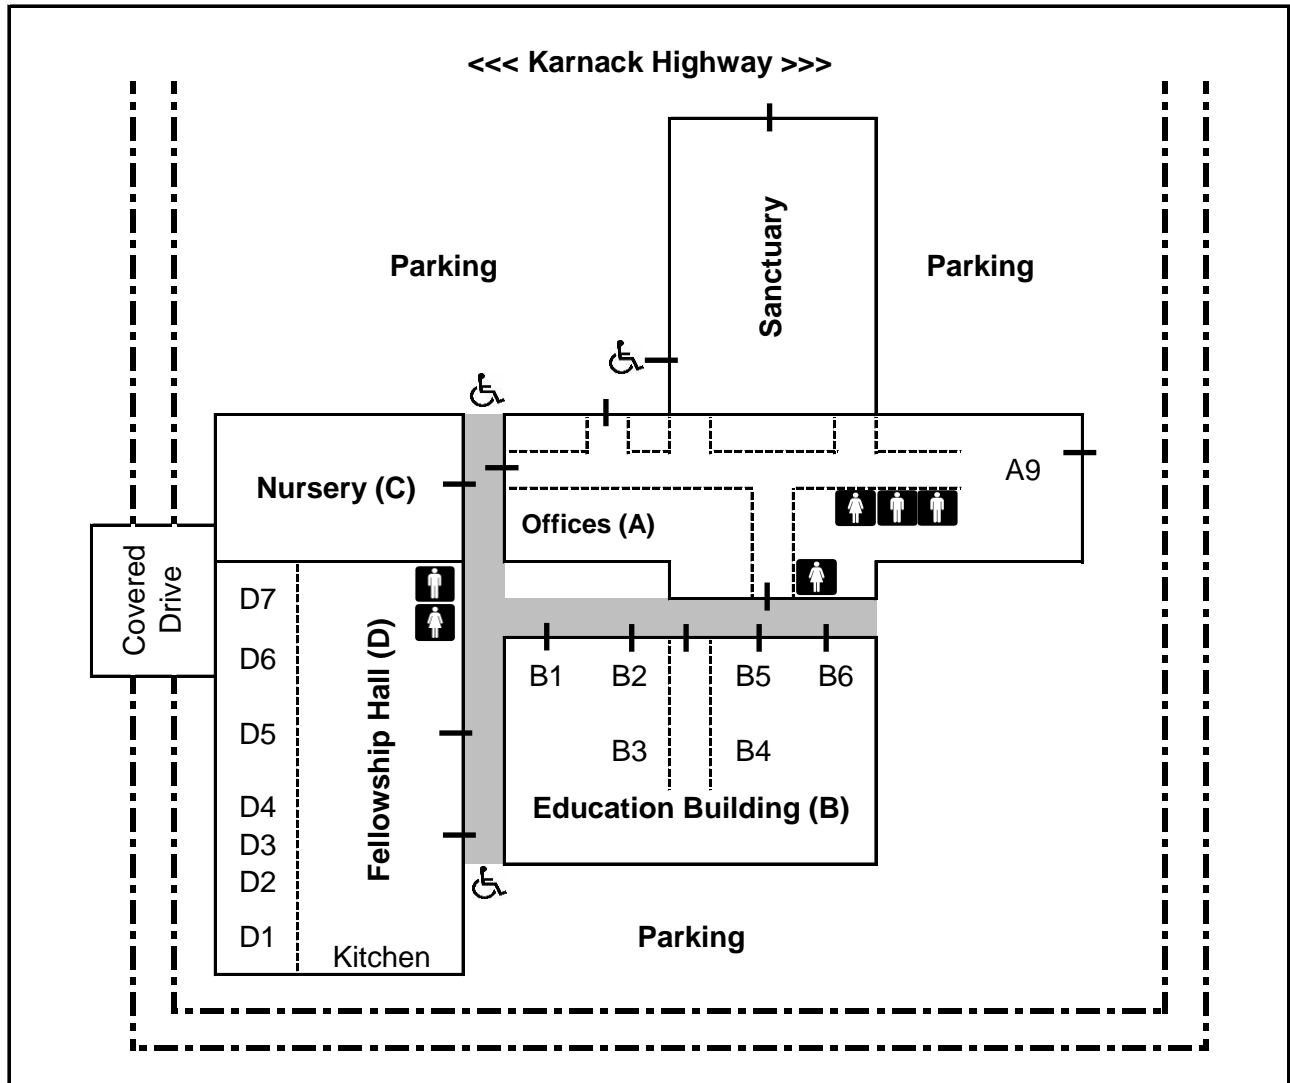 <<< Karnack Highway >>>
Sanctuary
Parking
Parking
Nursery (C)
A9
Offices (A)
Covered
Drive
D7
D6
D5
D4
D3
D2
D1
Fellowship Hall (D)
Kitchen
B1
B2
B5
B6
B3
B4
Education Building (B)
Parking